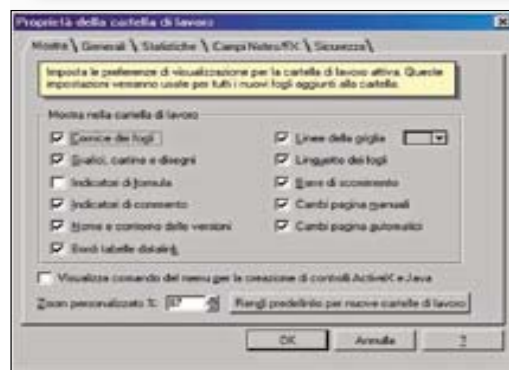 Proprietà della cartella di lavoro
Mostra \ Generali \ Statistiche \ Campi Notes/FX \ Sicurezza \
Imposta le preferenze di visualizzazione per la cartella di lavoro attiva. Queste
impostazioni verranno usate per tutti i nuovi fogli aggiunti alla cartella.
Mostra nella cartella di lavoro
Cornice dei fogli
Linee della griglia
Grafici, cartine e disegni
Linguette dei fogli
Indicatori di formula
Barre di scorrimento
Indicatori di commento
Cambi pagina manuali
Nome e contorno delle versioni
Cambi pagina automatici
Bordi tabelle datalink
Visualizza comando del menu per la creazione di controlli ActiveX e Java
Zoom personalizzato %: 87
Rendi predefinito per nuove cartelle di lavoro
OK Annulla ?